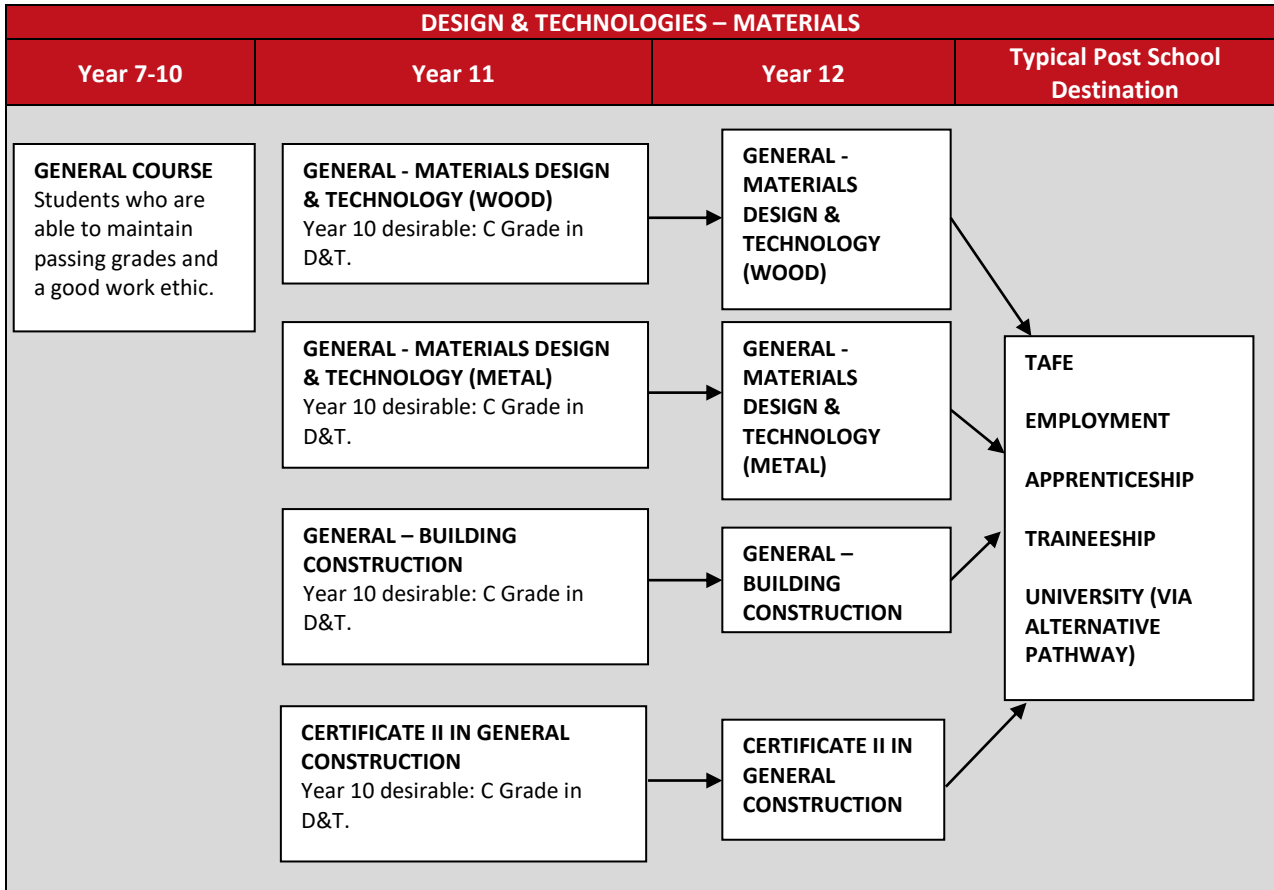 DESIGN & TECHNOLOGIES – MATERIALS
Year 7-10
Year 11
Year 12
Typical Post School
Destination
GENERAL COURSE
Students who are
able to maintain
passing grades and
a good work ethic.
GENERAL - MATERIALS DESIGN
& TECHNOLOGY (WOOD)
Year 10 desirable: C Grade in
D&T.
GENERAL -
MATERIALS
DESIGN &
TECHNOLOGY
(WOOD)
GENERAL - MATERIALS DESIGN
& TECHNOLOGY (METAL)
Year 10 desirable: C Grade in
D&T.
GENERAL -
MATERIALS
DESIGN &
TECHNOLOGY
(METAL)
GENERAL – BUILDING
CONSTRUCTION
Year 10 desirable: C Grade in
D&T.
GENERAL –
BUILDING
CONSTRUCTION
CERTIFICATE II IN GENERAL
CONSTRUCTION
Year 10 desirable: C Grade in
D&T.
CERTIFICATE II IN
GENERAL
CONSTRUCTION
TAFE
EMPLOYMENT
APPRENTICESHIP
TRAINEESHIP
UNIVERSITY (VIA
ALTERNATIVE
PATHWAY)